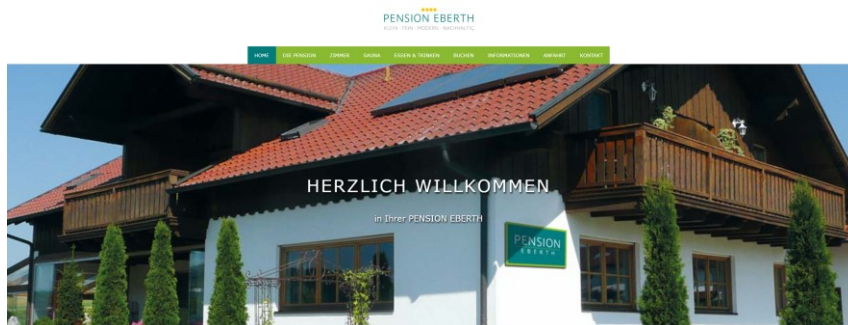 PENSION EBERTH
KLEIN · FEIN · MODERN · NACHHALTIG
HOME DIE PENSION ZIMMER SAUNA ESSEN & TRINKEN BUCHEN INFORMATIONEN ANFAHRT KONTAKT
HERZLICH WILLKOMMEN
in Ihrer PENSION EBERTH
PENSION
EBERTH